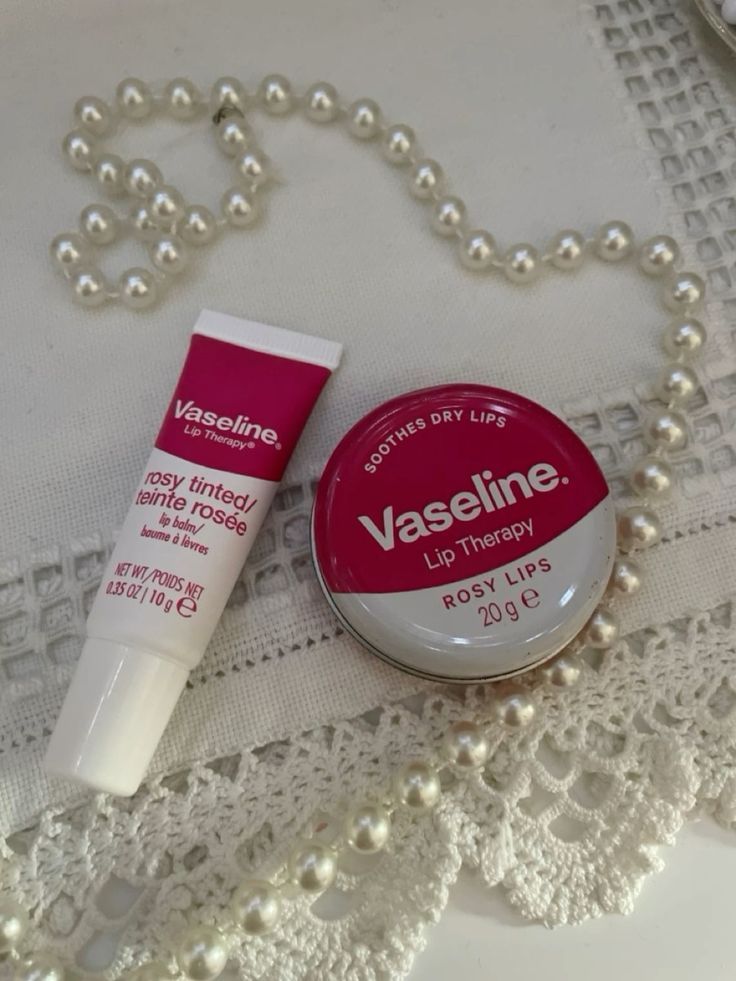 Vaseline®
Lip Therapy®
rosy tinted/
teinte rosée
lip balm/
baume à lèvres
NET WT/POIDS NET
0.35 OZ | 10 g ℮
SOOTHES DRY LIPS
Vaseline®
Lip Therapy
ROSY LIPS
20 g ℮